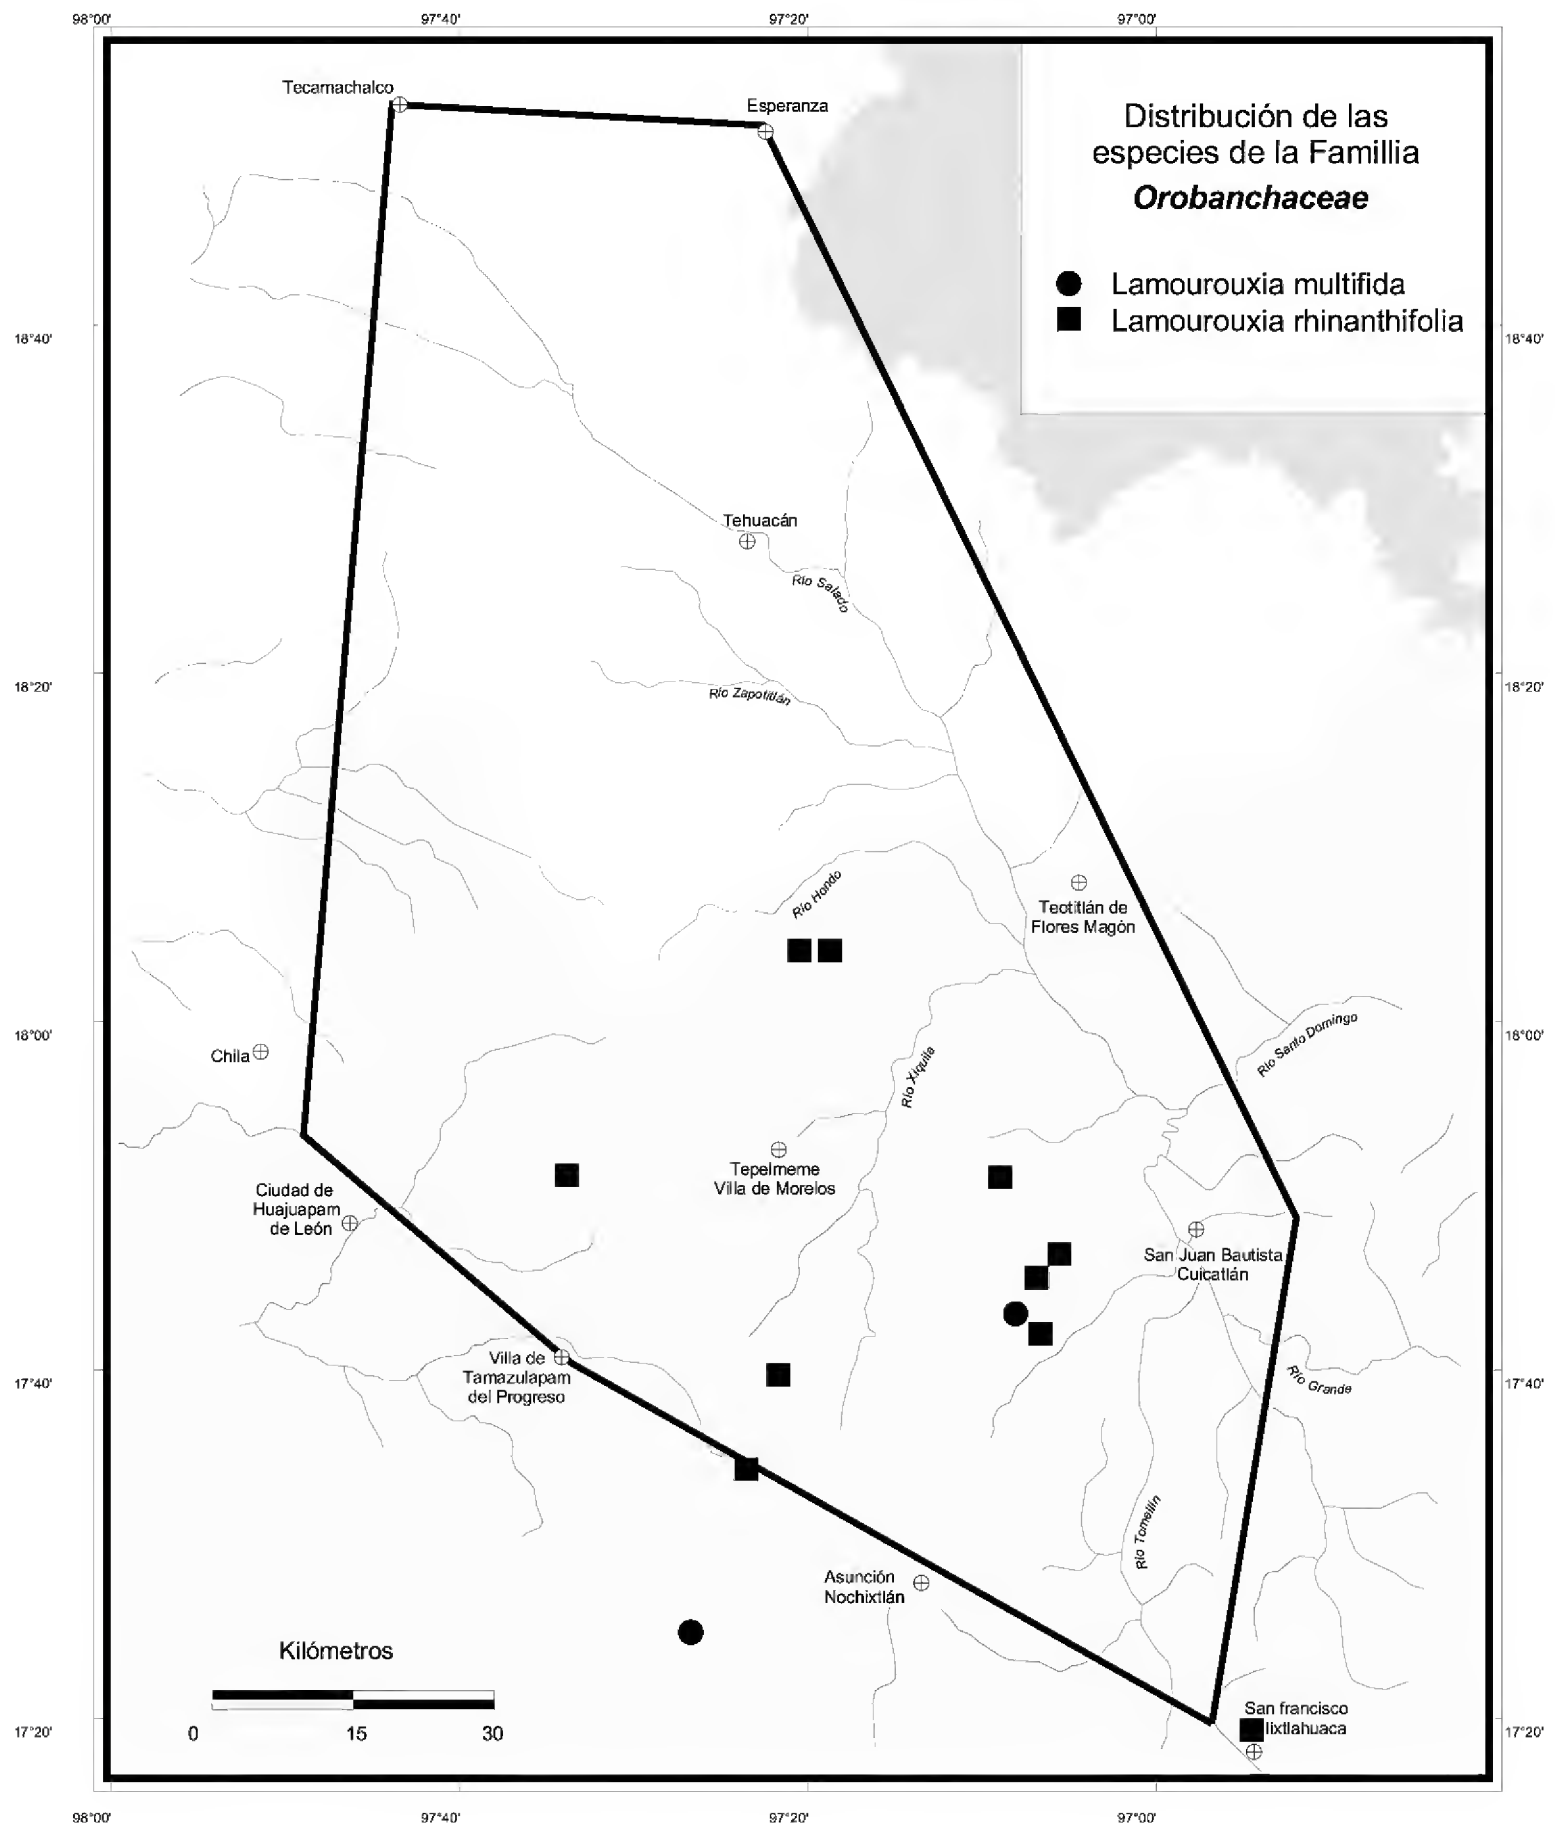 98°00'
97°40'
97°20'
97°00'
Tecamachalco
Esperanza
Distribución de las
especies de la Famillia
Orobanchaceae
Lamourouxia multifida
Lamourouxia rhinanthifolia
18°40'
18°40'
Tehuacán
Río Salado
18°20'
18°20'
Río Zapotitlán
Río Hondo
Teotitlán de
Flores Magón
18°00'
18°00'
Río Santo Domingo
Chila
Río Xiquila
Tepelmeme
Villa de Morelos
Ciudad de
Huajuapam
de León
San Juan Bautista
Cuicatlán
Villa de
Tamazulapam
del Progreso
17°40'
17°40'
Río Grande
Río Tomellín
Asunción
Nochixtlán
Kilómetros
0 15 30
San francisco
Iixtlahuaca
17°20'
17°20'
98°00'
97°40'
97°20'
97°00'